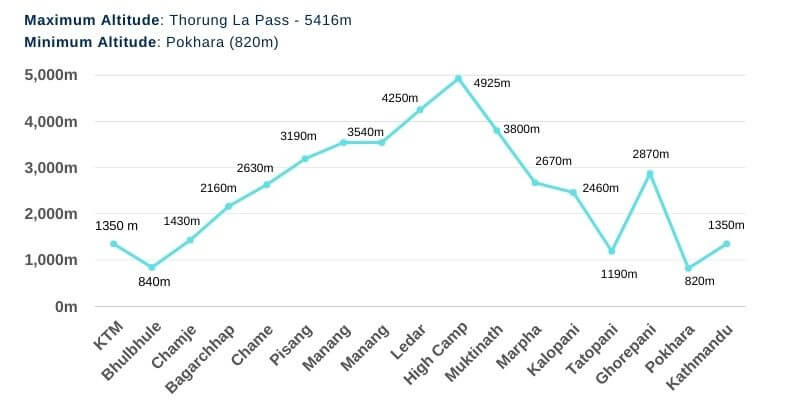 Maximum Altitude: Thorung La Pass - 5416m
Minimum Altitude: Pokhara (820m)
5,000m
4,000m
3,000m
2,000m
1,000m
0m
1350 m
840m
1430m
2160m
2630m
3190m
3540m
4250m
4925m
3800m
2670m
2460m
1190m
2870m
820m
1350m
KTM
Bhulbhule
Chamje
Bagarchhap
Chame
Pisang
Manang
Manang
Ledar
High Camp
Muktinath
Marpha
Kalopani
Tatopani
Ghorepani
Pokhara
Kathmandu